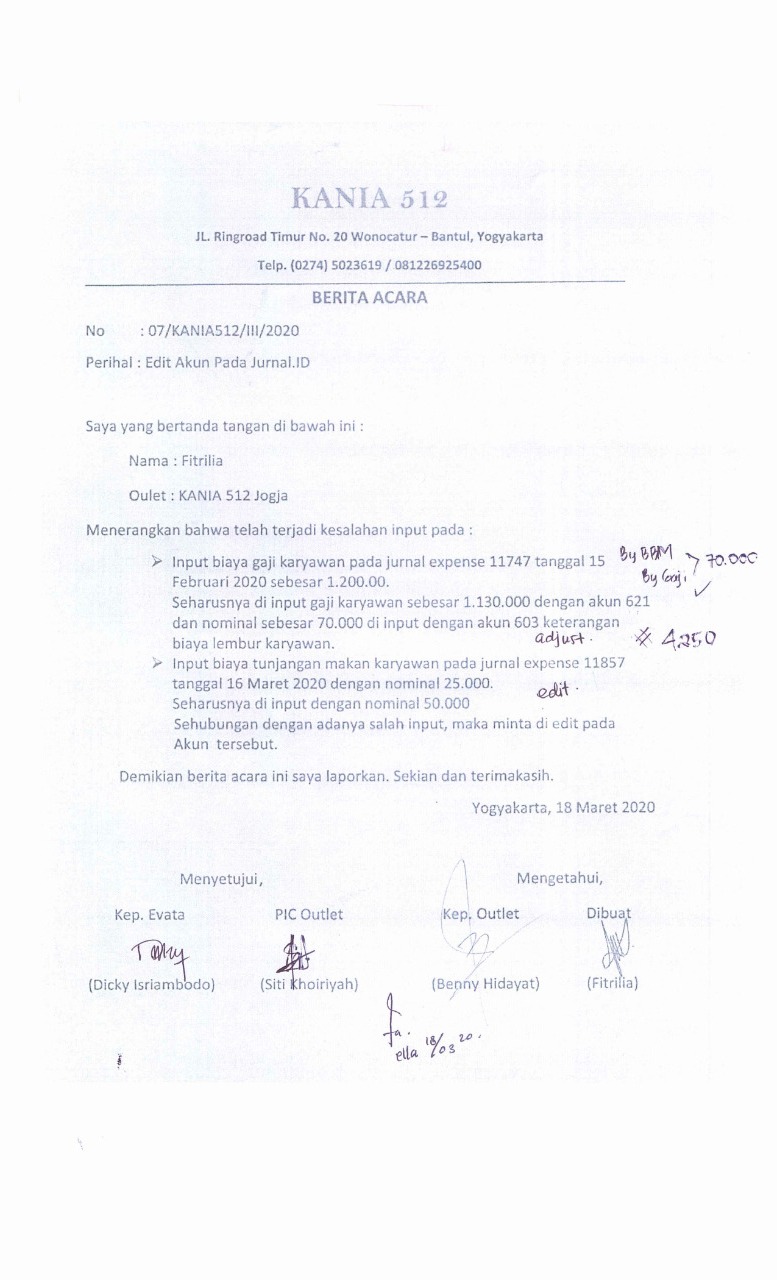 KANIA 512
JL. Ringroad Timur No. 20 Wonocatur – Bantul, Yogyakarta
Telp. (0274) 5023619 / 081226925400
BERITA ACARA
No : 07/KANIA512/III/2020
Perihal : Edit Akun Pada Jurnal.ID
Saya yang bertanda tangan di bawah ini :
Nama : Fitrilia
Oulet : KANIA 512 Jogja
Menerangkan bahwa telah terjadi kesalahan input pada :
➢ Input biaya gaji karyawan pada jurnal expense 11747 tanggal 15 By BBM 70.000
Februari 2020 sebesar 1.200.00. By Gaji
Seharusnya di input gaji karyawan sebesar 1.130.000 dengan akun 621
dan nominal sebesar 70.000 di input dengan akun 603 keterangan
biaya lembur karyawan. adjust. # 4250
➢ Input biaya tunjangan makan karyawan pada jurnal expense 11857
tanggal 16 Maret 2020 dengan nominal 25.000. edit.
Seharusnya di input dengan nominal 50.000
Sehubungan dengan adanya salah input, maka minta di edit pada
Akun tersebut.
Demikian berita acara ini saya laporkan. Sekian dan terimakasih.
Yogyakarta, 18 Maret 2020
Menyetujui, Mengetahui,
Kep. Evata PIC Outlet Kep. Outlet Dibuat
(Dicky Isriambodo) (Siti Khoiriyah) (Benny Hidayat) (Fitrilia)
ella 18/03 20.